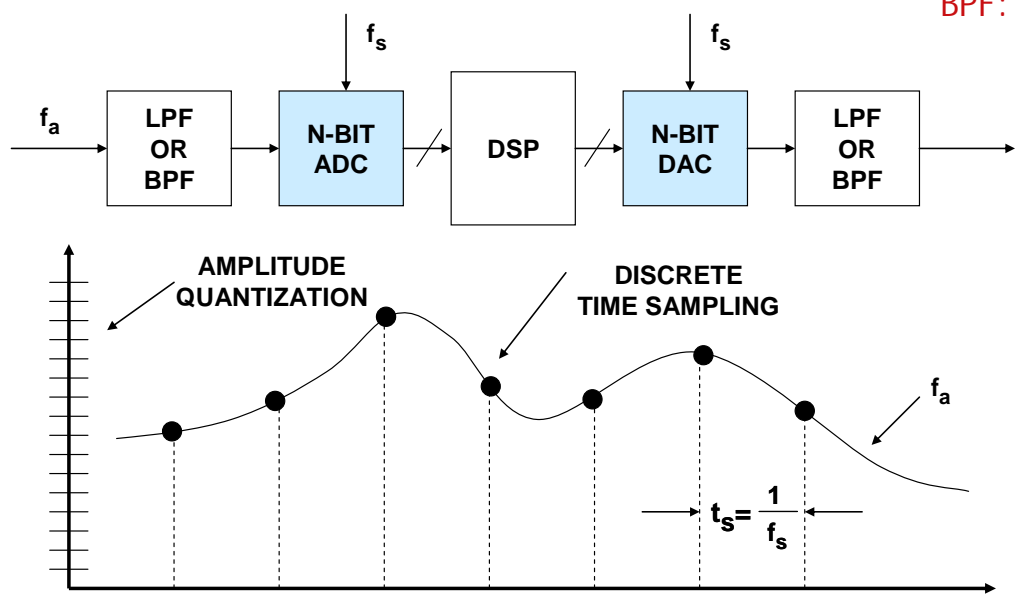 BPF:
fs
fs
fa
LPF
OR
BPF
N-BIT
ADC
DSP
N-BIT
DAC
LPF
OR
BPF
AMPLITUDE
QUANTIZATION
DISCRETE
TIME SAMPLING
fa
ts= 1
fs